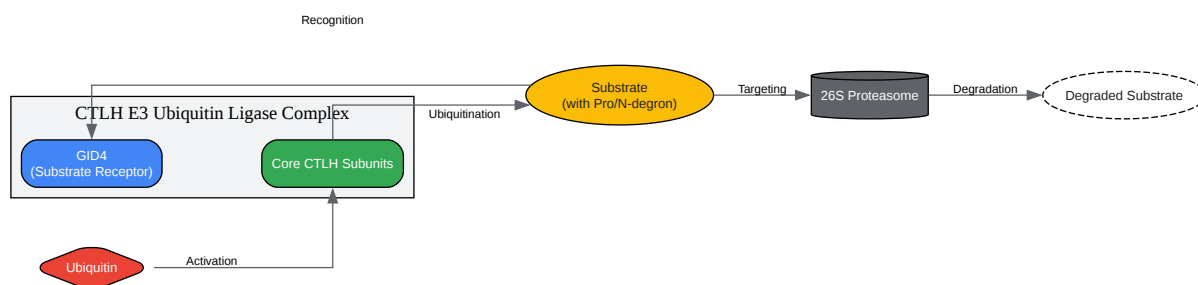 Recognition
Substrate
(with Pro/N-degron)
Targeting
26S Proteasome
Degradation
Degraded Substrate
CTLH E3 Ubiquitin Ligase Complex
Ubiquitination
GID4
(Substrate Receptor)
Core CTLH Subunits
Ubiquitin
Activation